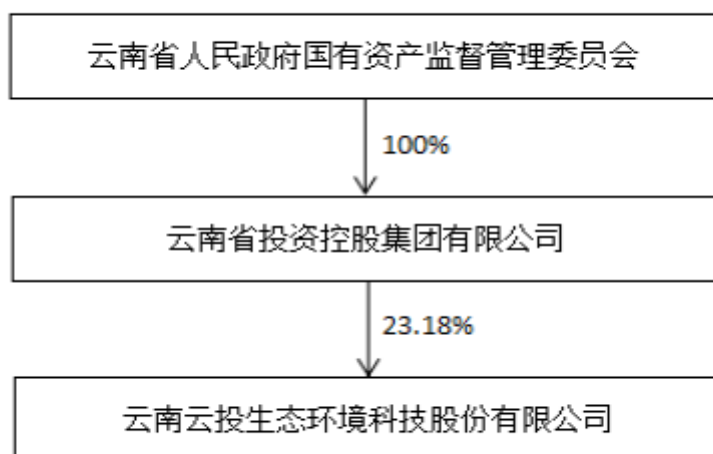 云南省人民政府国有资产监督管理委员会
100%
云南省投资控股集团有限公司
23.18%
云南云投生态环境科技股份有限公司